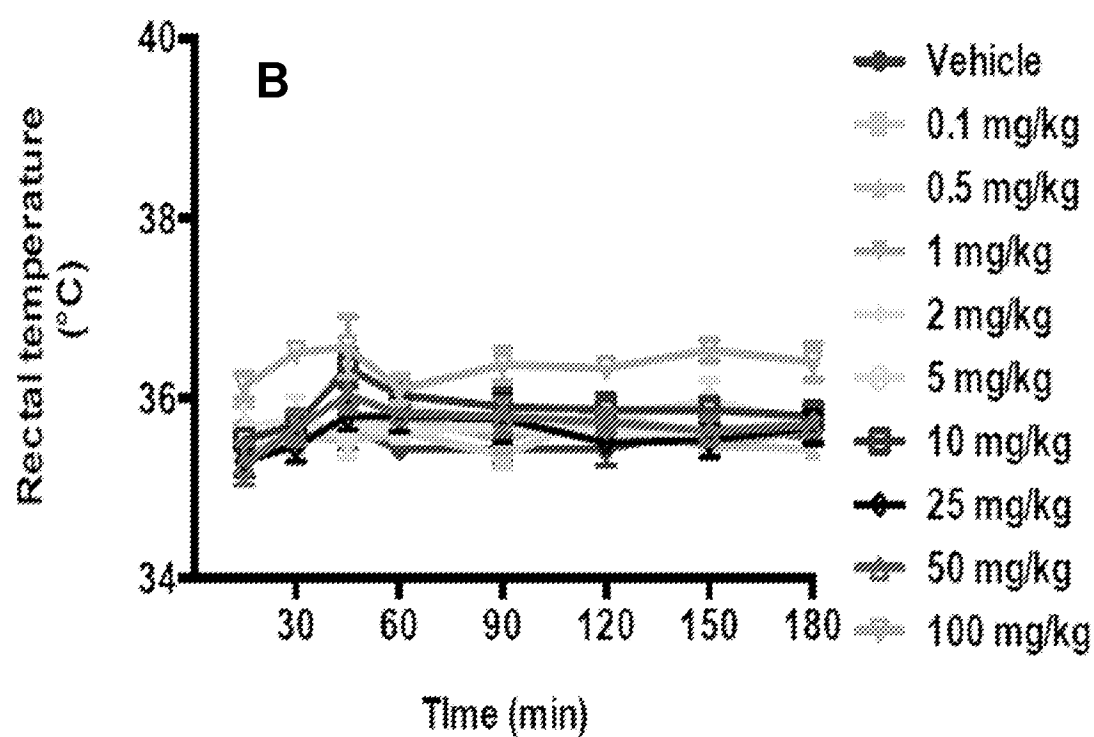 B
Rectal temperature
(°C)
40
38
36
34
30 60 90 120 150 180
TIme (min)
Vehicle
0.1 mg/kg
0.5 mg/kg
1 mg/kg
2 mg/kg
5 mg/kg
10 mg/kg
25 mg/kg
50 mg/kg
100 mg/kg